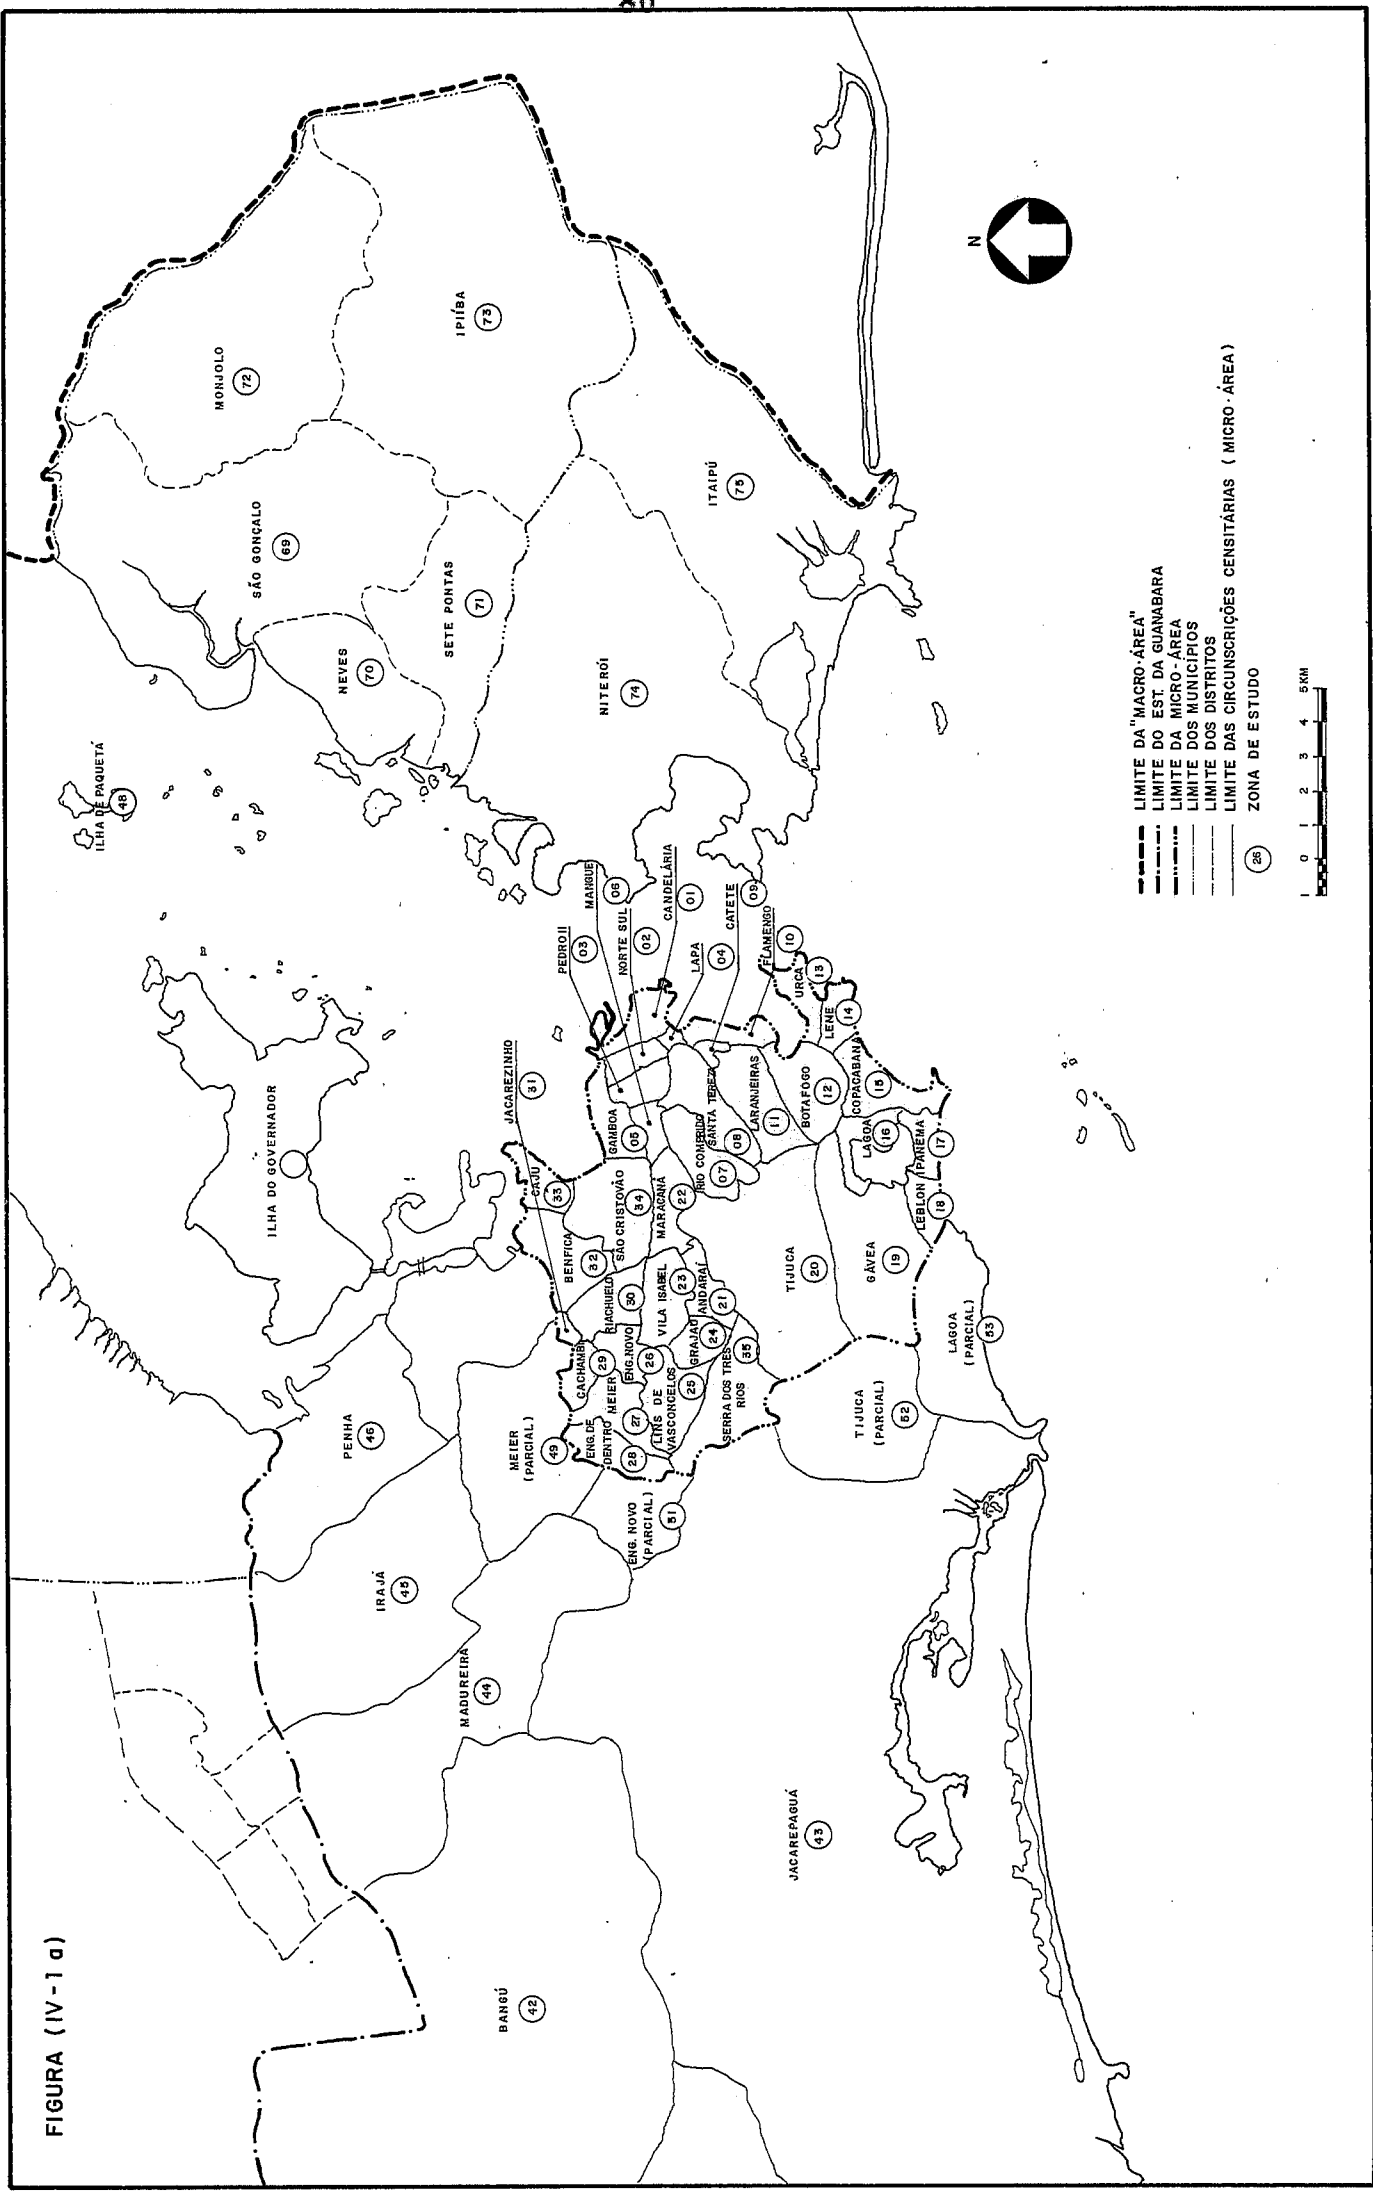 FIGURA (IV-1 a)
MONJOLO
72
IPIÍBA
73
SÃO GONÇALO
69
NEVES
70
SETE PONTAS
71
ITAIPÚ
75
NITERÓI
74
ILHA DE PAQUETÁ
48
ILHA DO GOVERNADOR
PENHA
46
IRAJÁ
45
MADUREIRA
44
BANGÚ
42
JACAREPAGUÁ
43
MEIER
(PARCIAL)
49
ENG. NOVO
(PARCIAL)
51
TIJUCA
(PARCIAL)
52
LAGOA
(PARCIAL)
53
JACAREZINHO
31
PEDRO II
03
MANGUE
06
NORTE SUL
02
CANDELÁRIA
01
LAPA
04
CATETE
09
FLAMENGO
10
URCA
13
LEME
14
CAJU
33
GAMBOA
05
BENFICA
32
SÃO CRISTOVÃO
34
MARACANÃ
22
RIO COMPRIDO
07
SANTA TEREZA
08
LARANJEIRAS
11
BOTAFOGO
12
COPACABANA
15
LAGOA
16
IPANEMA
17
LEBLON
18
GÁVEA
19
TIJUCA
20
ANDARAÍ
21
VILA ISABEL
23
GRAJAÚ
24
RIACHUELO
30
CACHAMBI
29
ENG. NOVO
26
MEIER
27
LINS DE
VASCONCELOS
25
ENG. DE
DENTRO
28
SERRA DOS TRES
RIOS
35
N
LIMITE DA "MACRO-ÁREA"
LIMITE DO EST. DA GUANABARA
LIMITE DA MICRO-ÁREA
LIMITE DOS MUNICÍPIOS
LIMITE DOS DISTRITOS
LIMITE DAS CIRCUNSCRIÇÕES CENSITÁRIAS ( MICRO-ÁREA )
26
ZONA DE ESTUDO
1 0 1 2 3 4 5KM